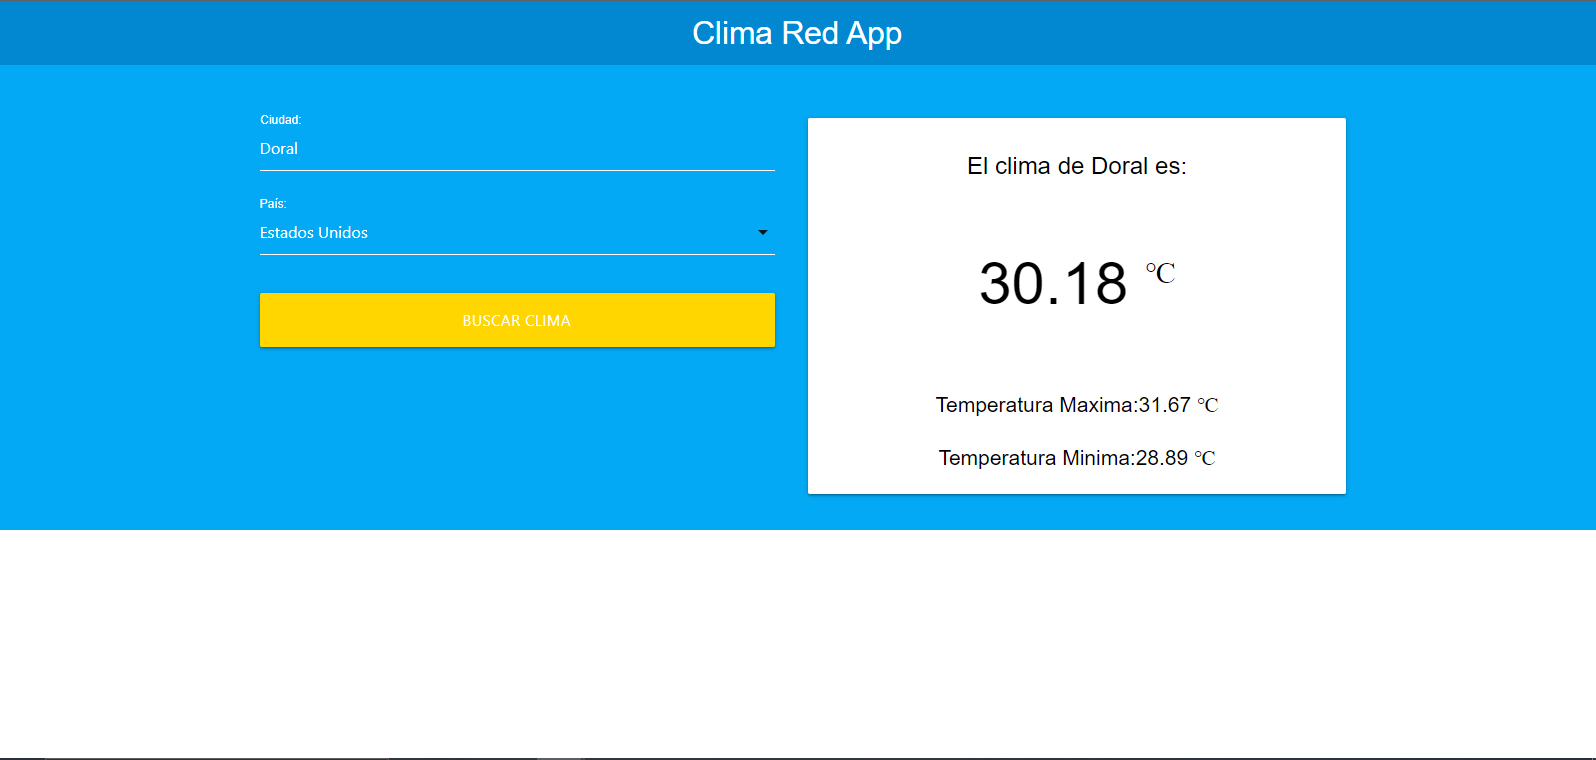 Clima Red App
Ciudad:
Doral
País:
Estados Unidos
BUSCAR CLIMA
El clima de Doral es:
30.18 ℃
Temperatura Maxima:31.67 ℃
Temperatura Minima:28.89 ℃